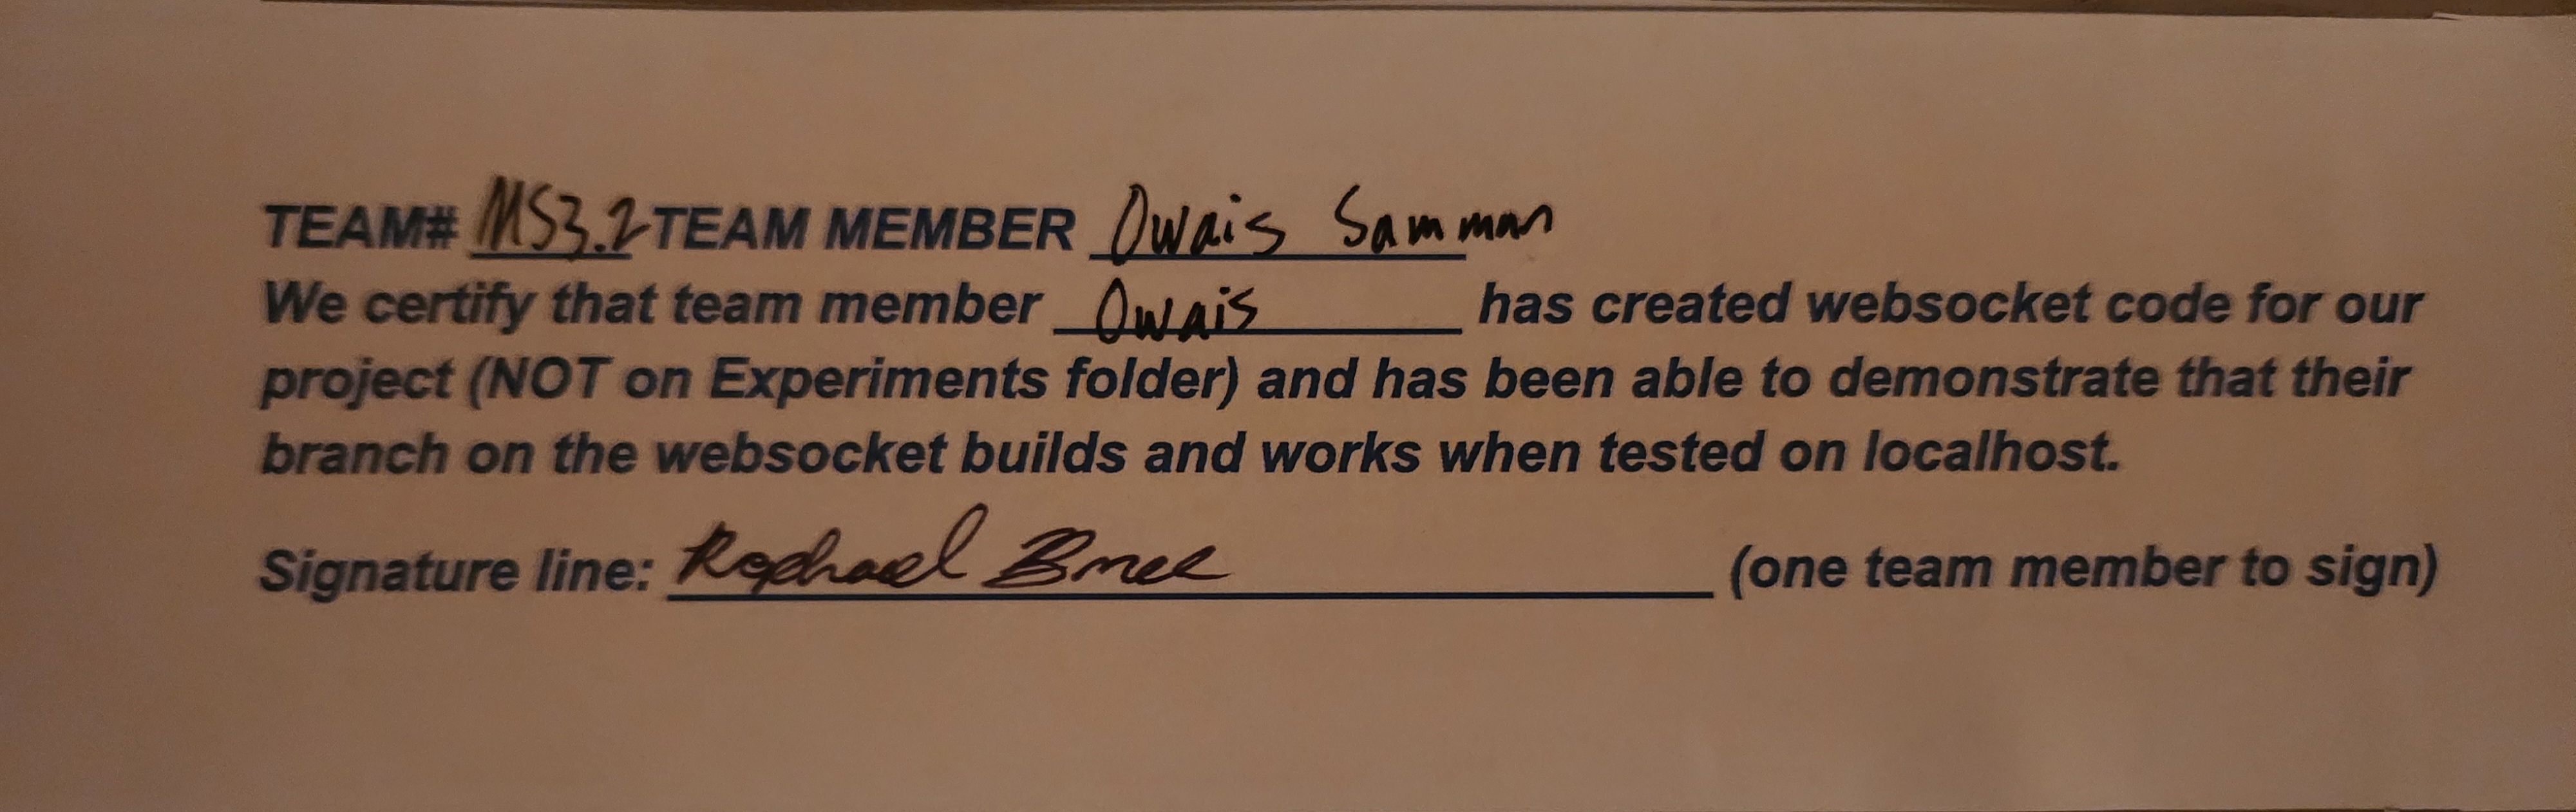 TEAM# MS3.2 TEAM MEMBER Owais Samman
We certify that team member Owais has created websocket code for our
project (NOT on Experiments folder) and has been able to demonstrate that their
branch on the websocket builds and works when tested on localhost.
Signature line: Raphael (one team member to sign)